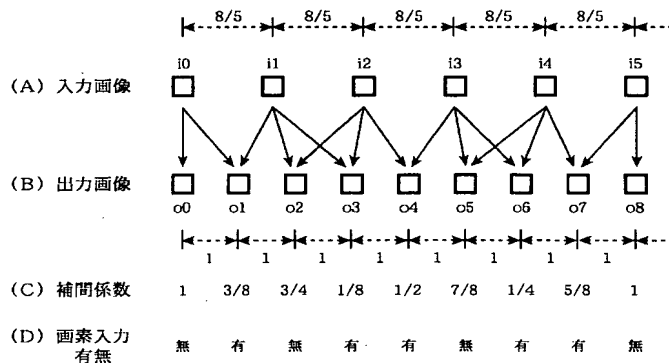 8/5 8/5 8/5 8/5 8/5
i0 i1 i2 i3 i4 i5
(A) 入力画像
(B) 出力画像
o0 o1 o2 o3 o4 o5 o6 o7 o8
1 1 1 1 1 1 1 1
(C) 補間係数 1 3/8 3/4 1/8 1/2 7/8 1/4 5/8 1
(D) 画素入力
有無
無 有 無 有 有 無 有 有 無